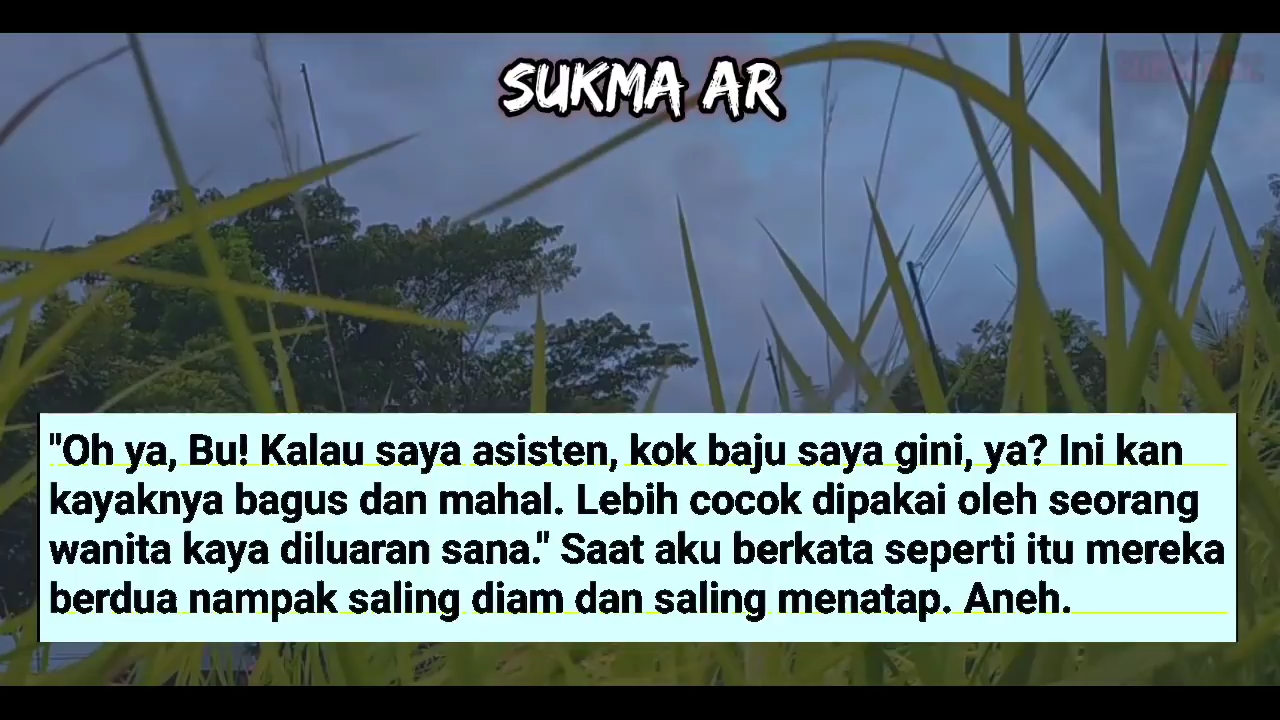 SUKMA AR
"Oh ya, Bu! Kalau saya asisten, kok baju saya gini, ya? Ini kan
kayaknya bagus dan mahal. Lebih cocok dipakai oleh seorang
wanita kaya diluaran sana." Saat aku berkata seperti itu mereka
berdua nampak saling diam dan saling menatap. Aneh.